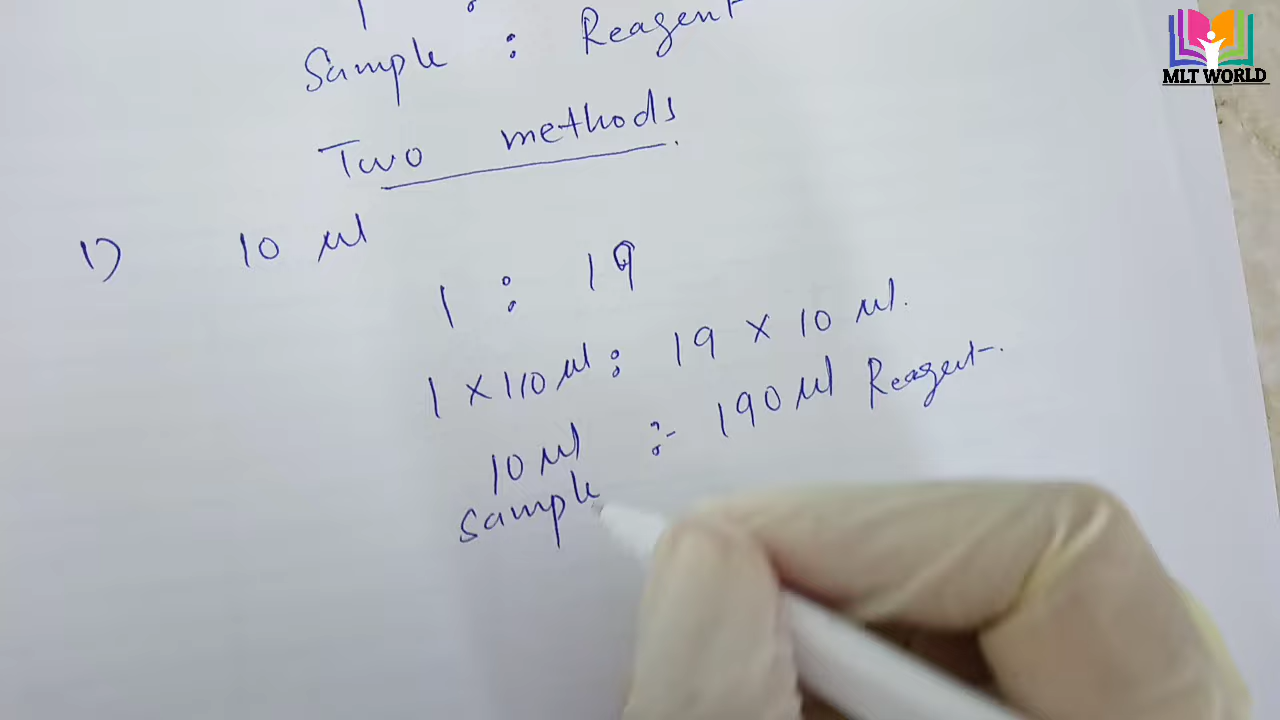 MLT WORLD
1 :
Sample : Reagent
Two methods
1) 10 μl
1 : 19
1 × 10 μl : 19 × 10 μl.
10 μl :- 190 μl Reagent.
Sample